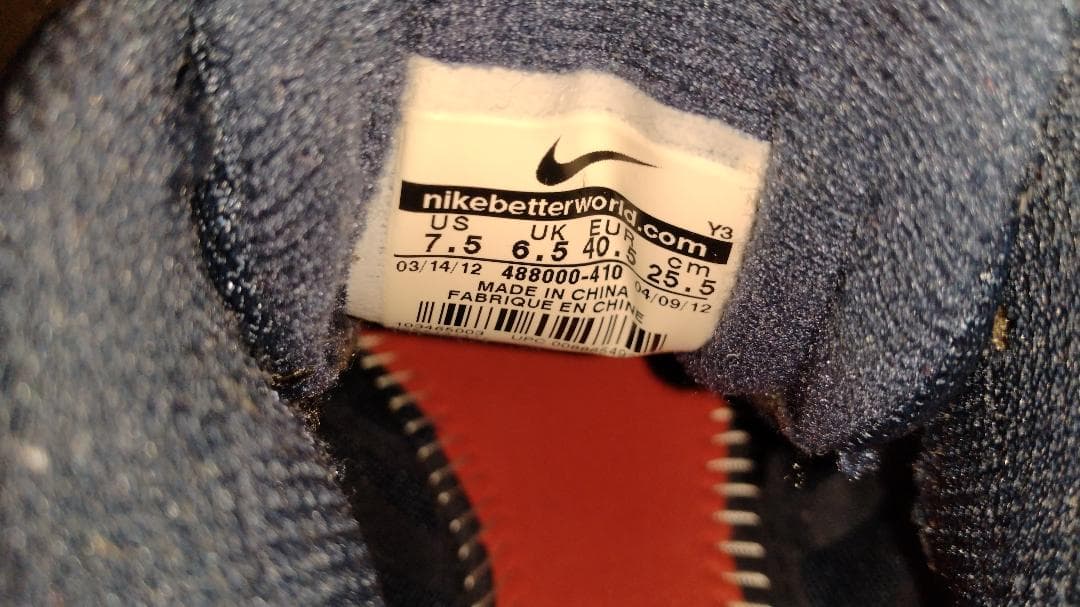 nikebetterworld.com
Y3
US UK EUR cm
7.5 6.5 40.5 25.5
03/14/12 488000-410 04/09/12
MADE IN CHINA
FABRIQUE EN CHINE
UPC